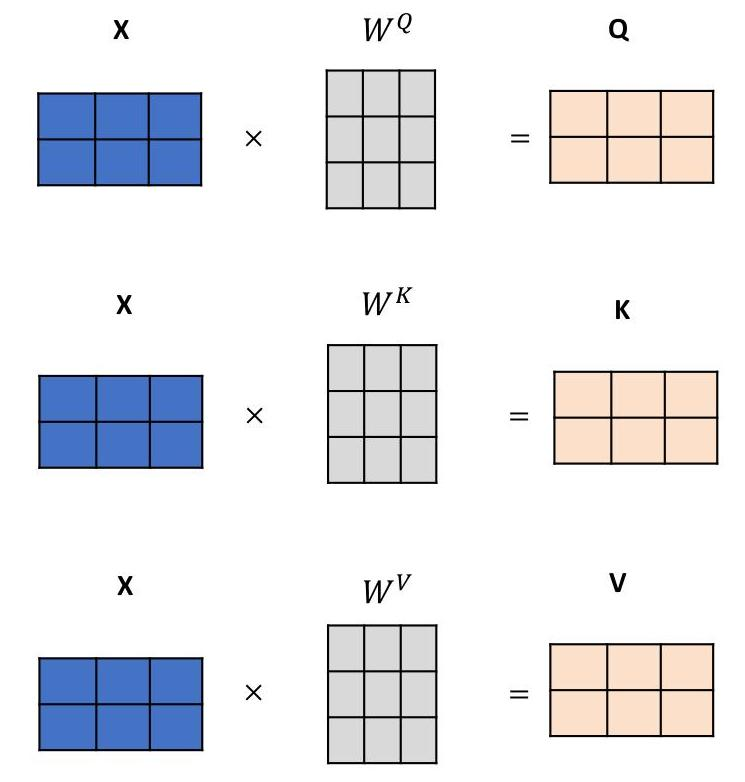 X W^Q Q
× =
X W^K K
× =
X W^V V
× =